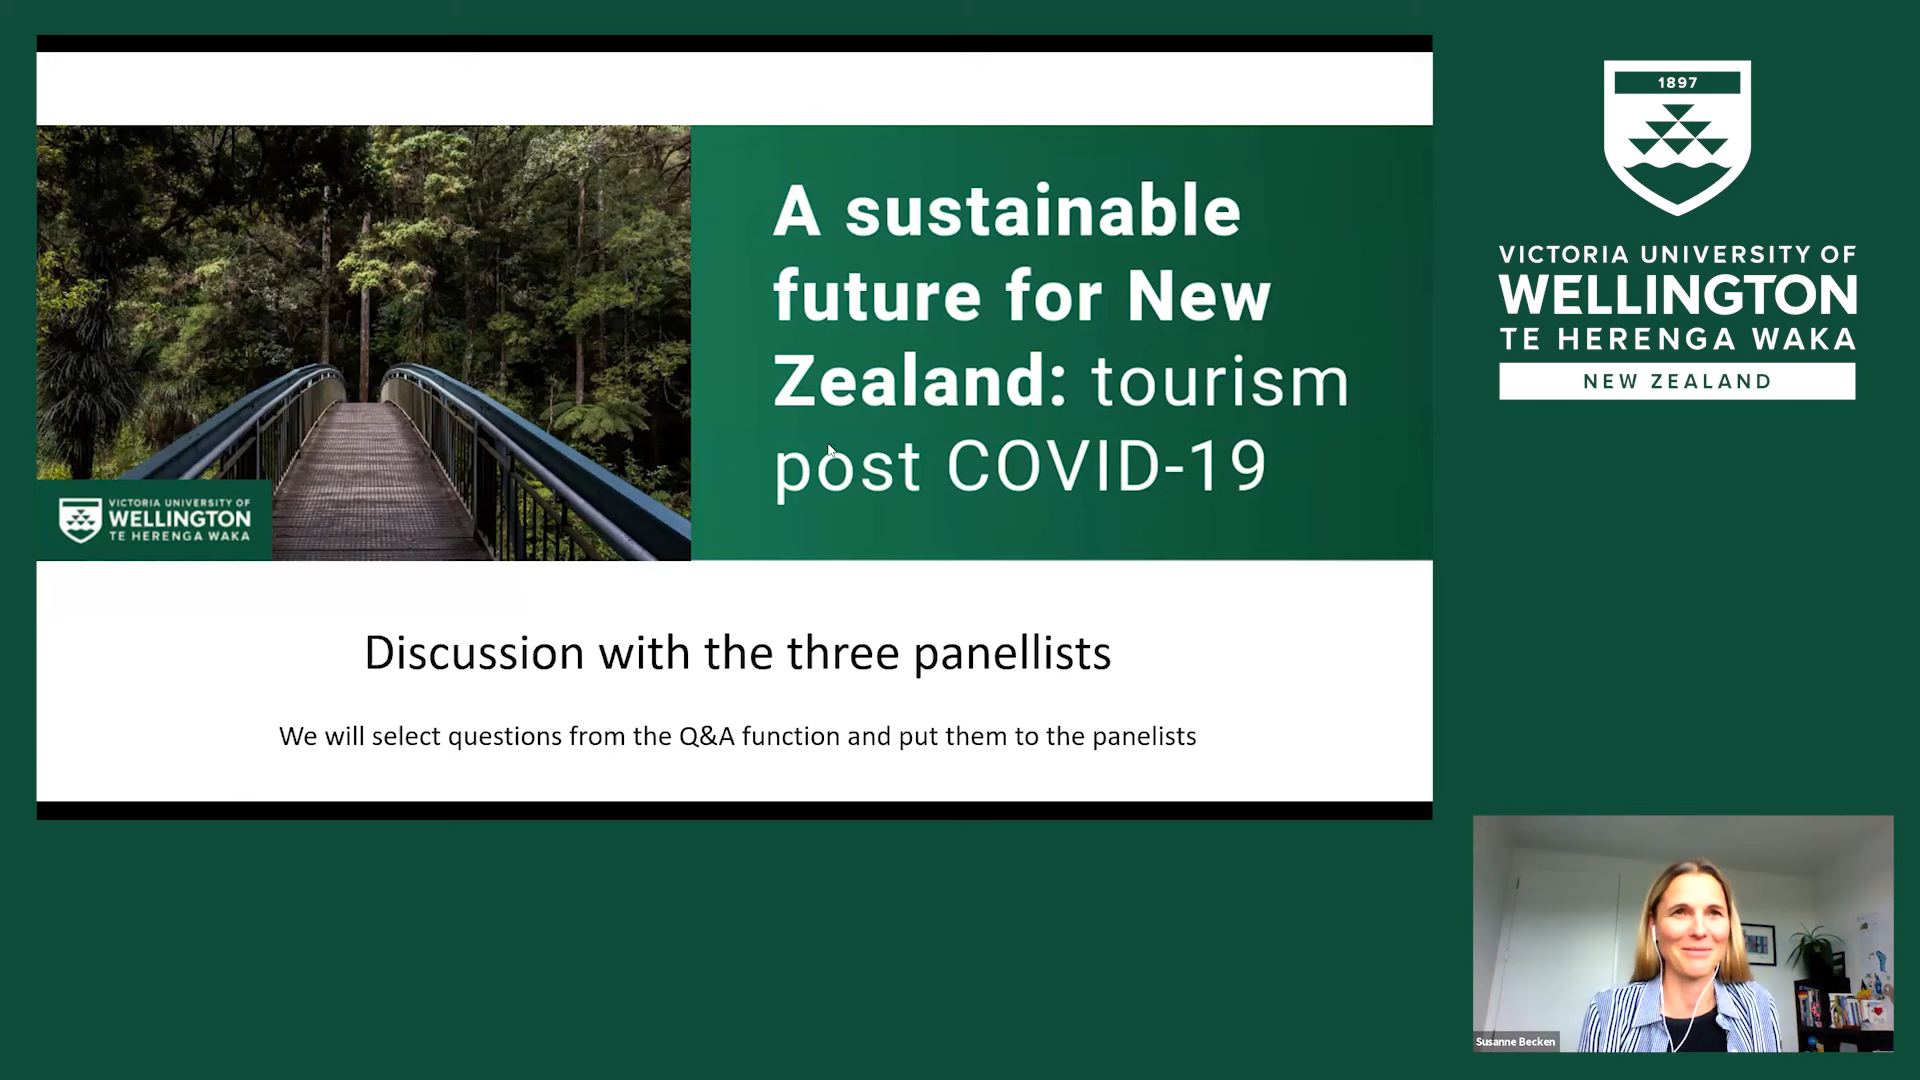 A sustainable
future for New
Zealand: tourism
post COVID-19
VICTORIA UNIVERSITY OF
WELLINGTON
TE HERENGA WAKA
Discussion with the three panellists
We will select questions from the Q&A function and put them to the panelists
1897
VICTORIA UNIVERSITY OF
WELLINGTON
TE HERENGA WAKA
NEW ZEALAND
Susanne Becken